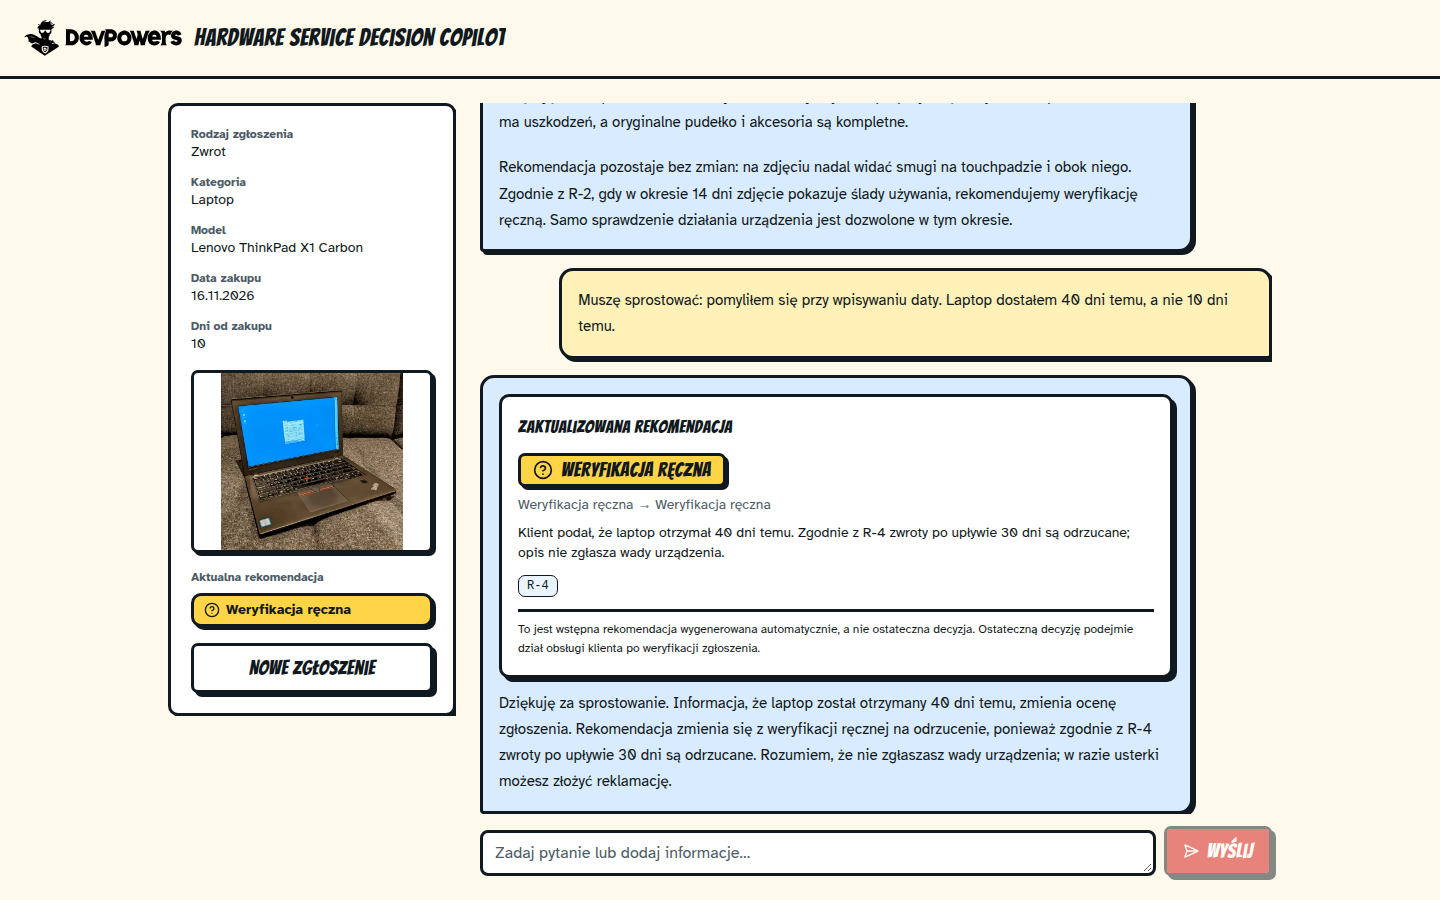 DevPowers HARDWARE SERVICE DECISION COPILOT
Rodzaj zgłoszenia
Zwrot
Kategoria
Laptop
Model
Lenovo ThinkPad X1 Carbon
Data zakupu
16.11.2026
Dni od zakupu
10
Aktualna rekomendacja
Weryfikacja ręczna
NOWE ZGŁOSZENIE
ma uszkodzeń, a oryginalne pudełko i akcesoria są kompletne.
Rekomendacja pozostaje bez zmian: na zdjęciu nadal widać smugi na touchpadzie i obok niego.
Zgodnie z R-2, gdy w okresie 14 dni zdjęcie pokazuje ślady używania, rekomendujemy weryfikację
ręczną. Samo sprawdzenie działania urządzenia jest dozwolone w tym okresie.
Muszę sprostować: pomyliłem się przy wpisywaniu daty. Laptop dostałem 40 dni temu, a nie 10 dni
temu.
ZAKTUALIZOWANA REKOMENDACJA
WERYFIKACJA RĘCZNA
Weryfikacja ręczna → Weryfikacja ręczna
Klient podał, że laptop otrzymał 40 dni temu. Zgodnie z R-4 zwroty po upływie 30 dni są odrzucane;
opis nie zgłasza wady urządzenia.
R-4
To jest wstępna rekomendacja wygenerowana automatycznie, a nie ostateczna decyzja. Ostateczną decyzję podejmie
dział obsługi klienta po weryfikacji zgłoszenia.
Dziękuję za sprostowanie. Informacja, że laptop został otrzymany 40 dni temu, zmienia ocenę
zgłoszenia. Rekomendacja zmienia się z weryfikacji ręcznej na odrzucenie, ponieważ zgodnie z R-4
zwroty po upływie 30 dni są odrzucane. Rozumiem, że nie zgłaszasz wady urządzenia; w razie usterki
możesz złożyć reklamację.
Zadaj pytanie lub dodaj informacje...
WYŚLIJ